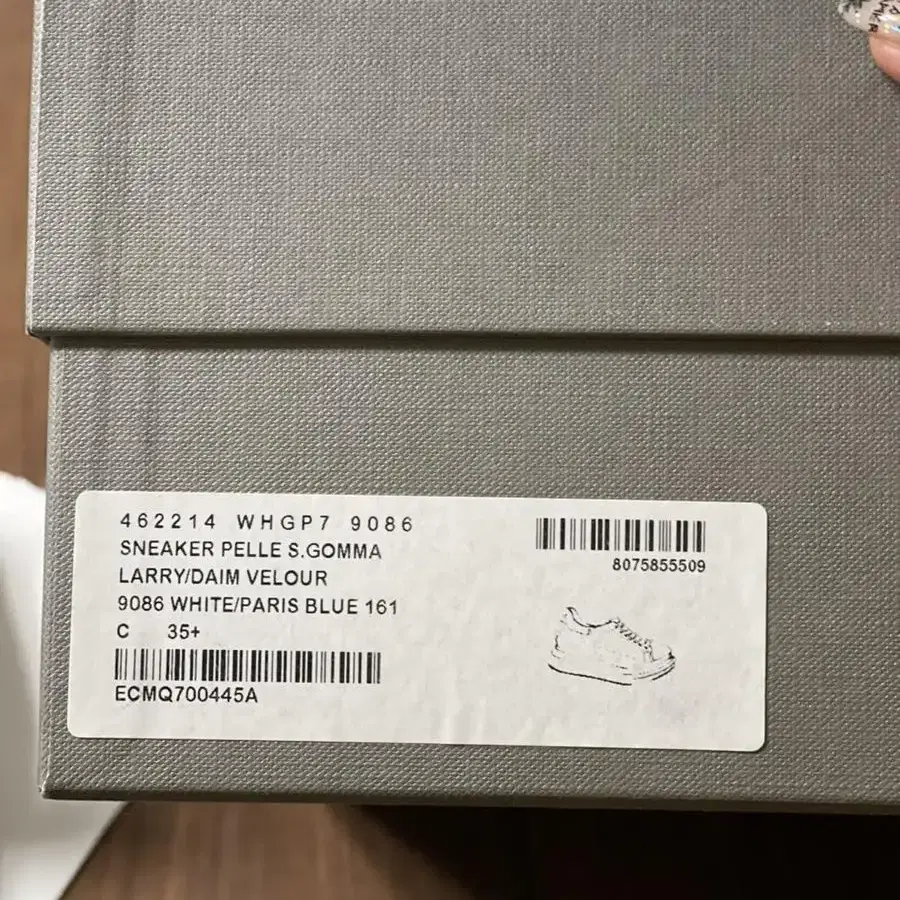 462214 WHGP7 9086
SNEAKER PELLE S.GOMMA
LARRY/DAIM VELOUR
9086 WHITE/PARIS BLUE 161
C 35+
ECMQ700445A
8075855509